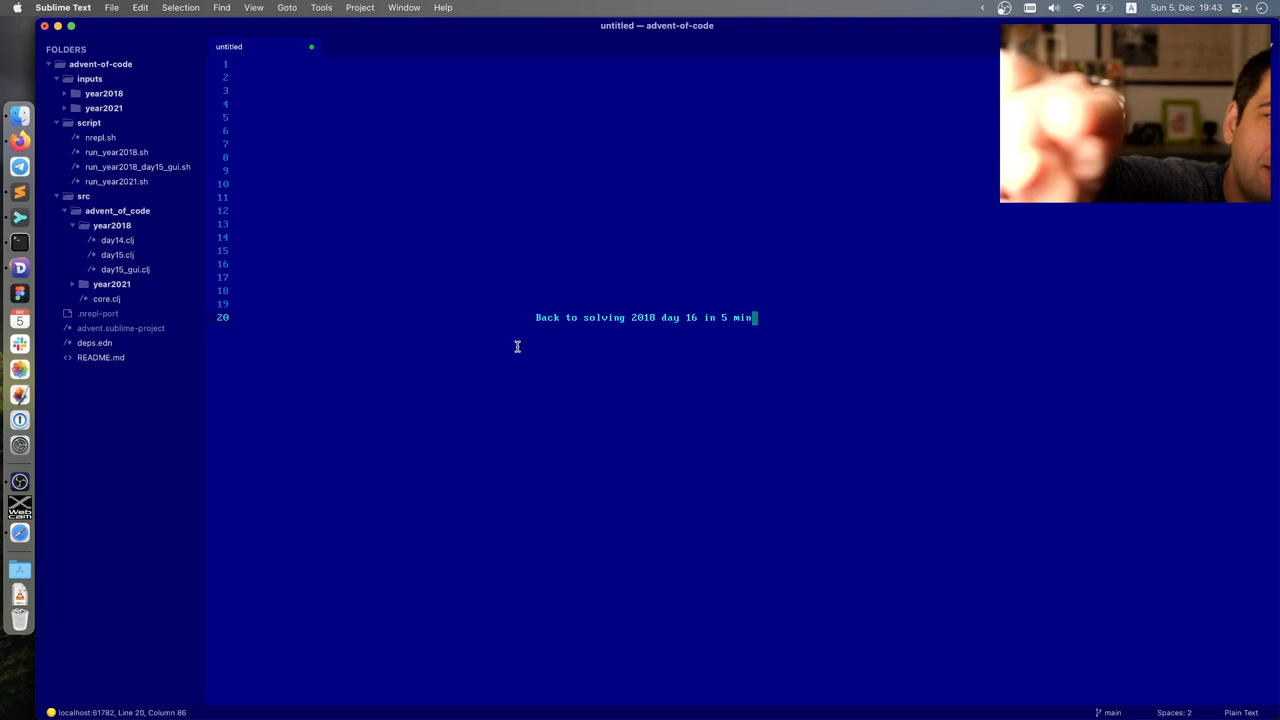 Sublime Text File Edit Selection Find View Goto Tools Project Window Help
A Sun 5. Dec 19:43
untitled — advent-of-code
FOLDERS
advent-of-code
inputs
year2018
year2021
script
/* nrepl.sh
/* run_year2018.sh
/* run_year2018_day15_gui.sh
/* run_year2021.sh
src
advent_of_code
year2018
/* day14.clj
/* day15.clj
/* day15_gui.clj
year2021
/* core.clj
.nrepl-port
/* advent.sublime-project
/* deps.edn
<> README.md
untitled
1
2
3
4
5
6
7
8
9
10
11
12
13
14
15
16
17
18
19
20 Back to solving 2018 day 16 in 5 min
DEC
5
Webcam
localhost:61782, Line 20, Column 86
main
Spaces: 2
Plain Text